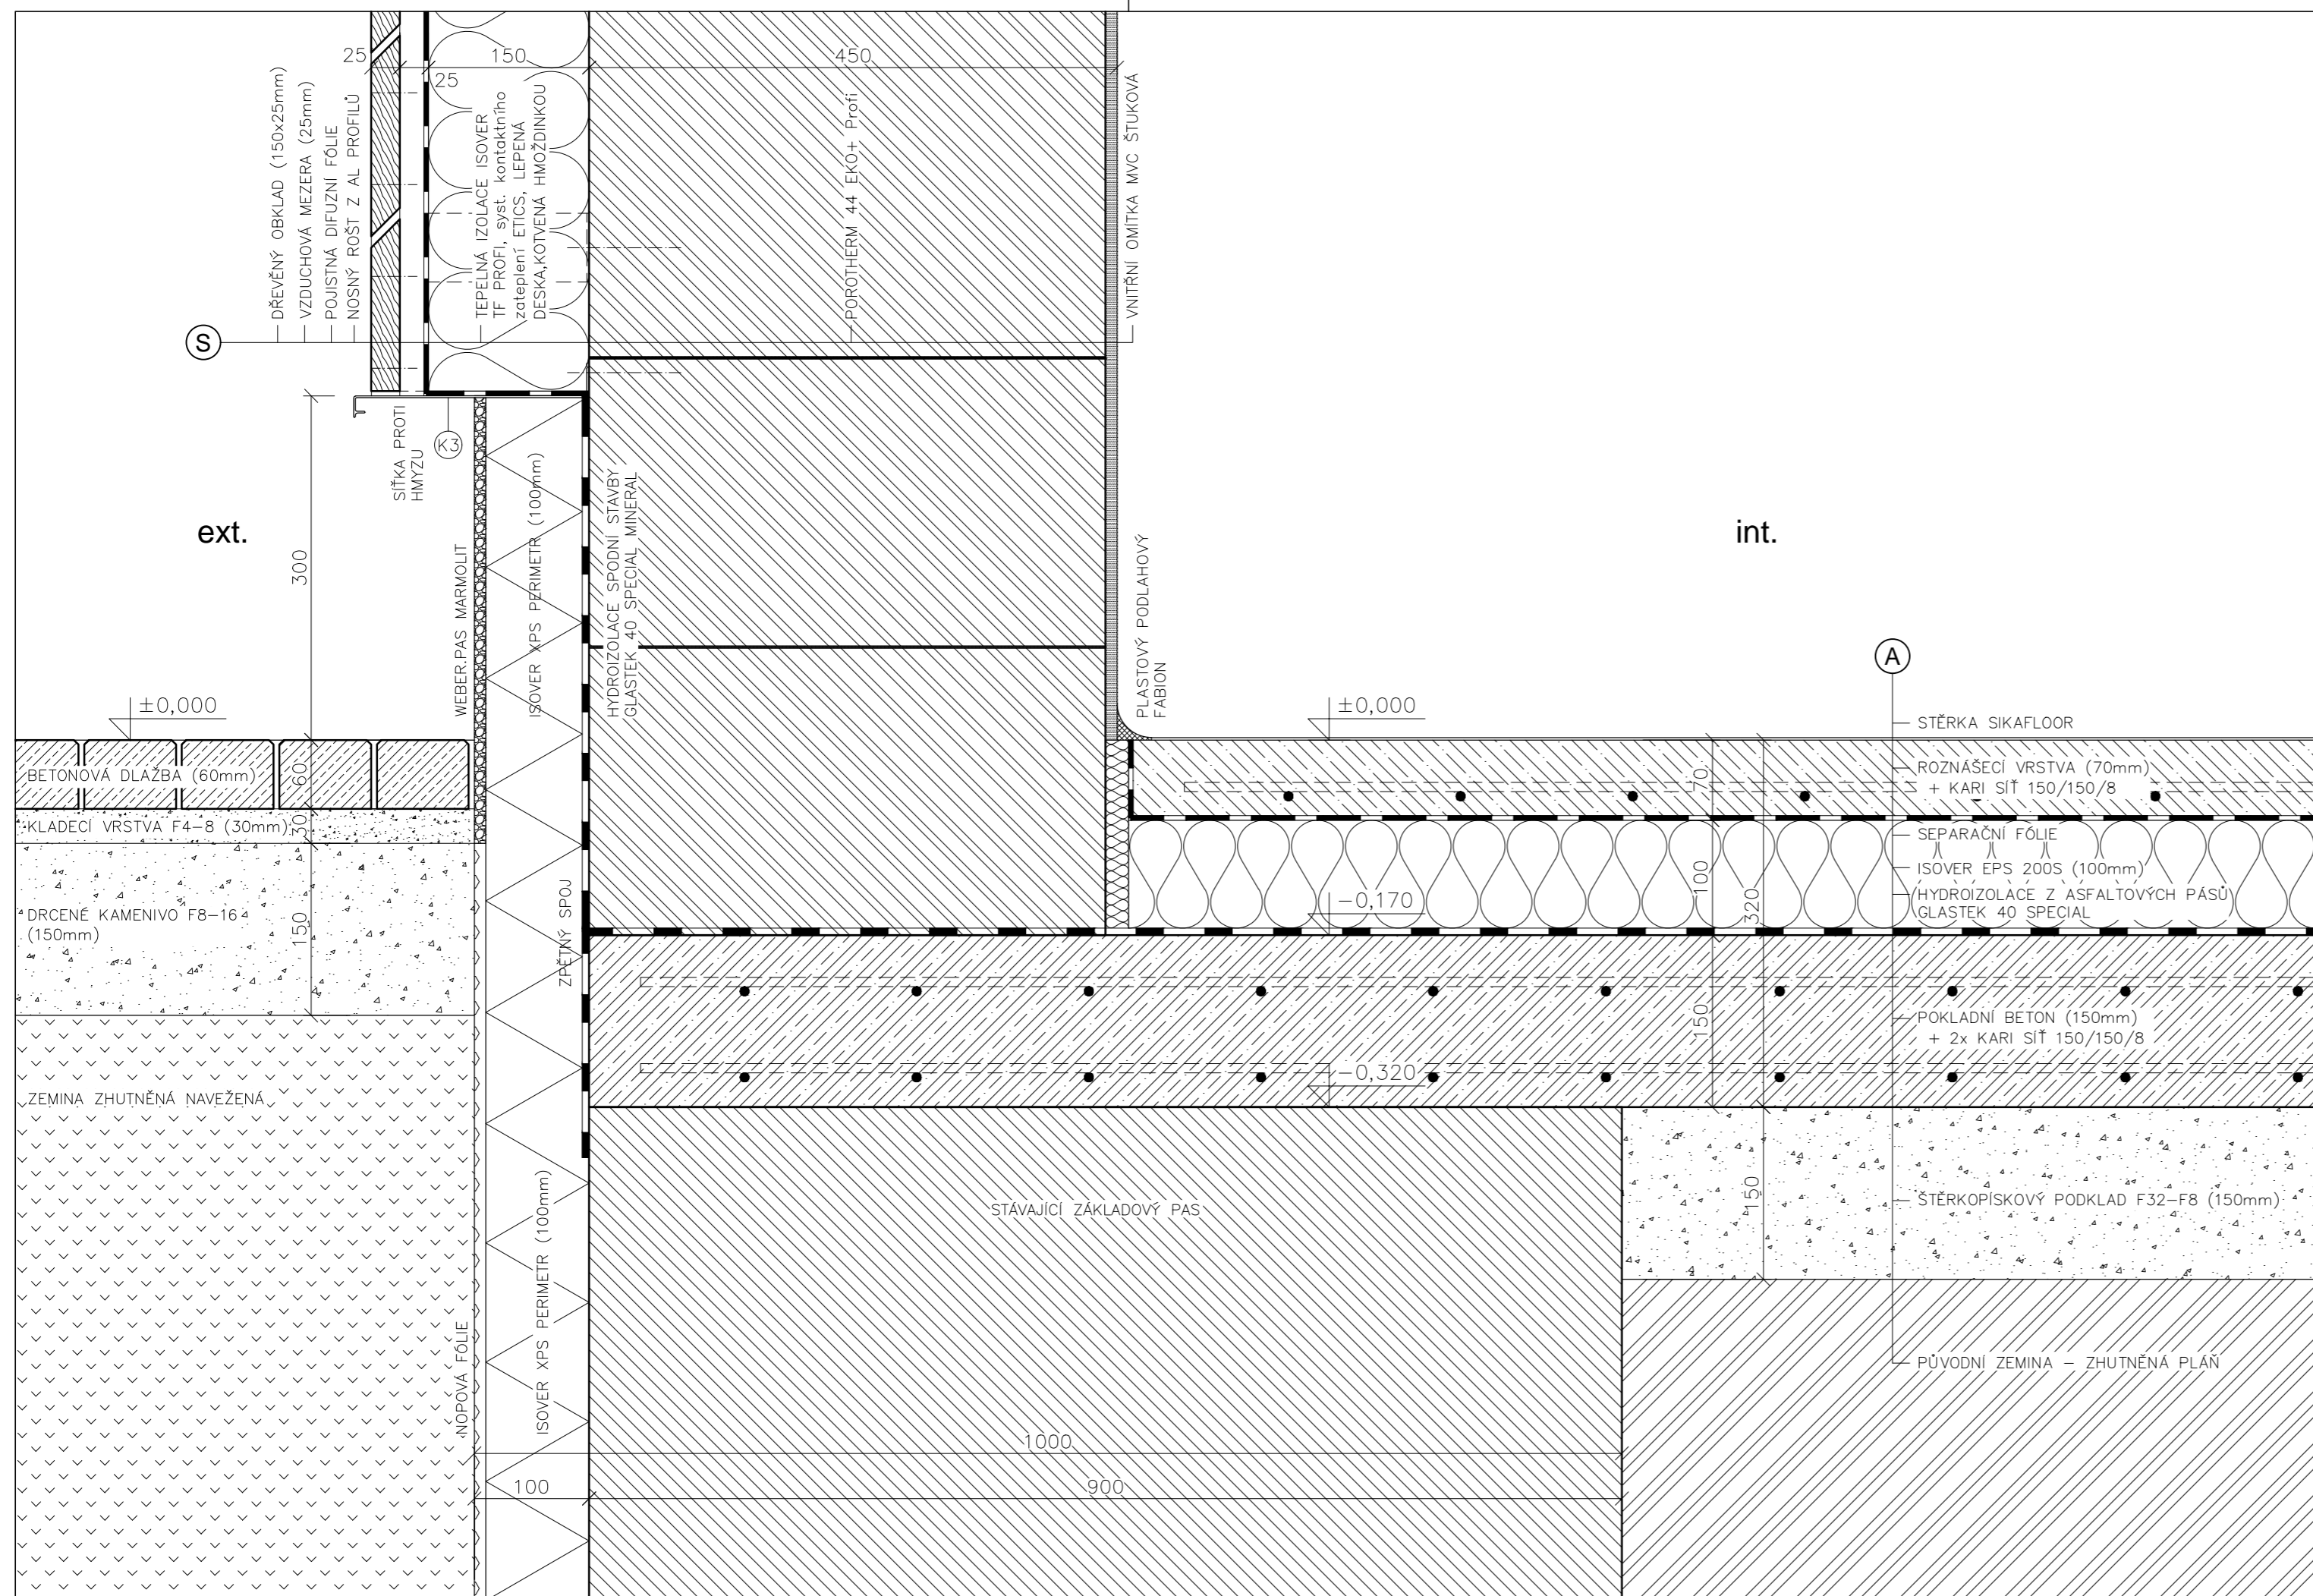 25
150
25
450
DŘEVĚNÝ OBKLAD (150x25mm)
VZDUCHOVÁ MEZERA (25mm)
POJISTNÁ DIFUZNÍ FÓLIE
NOSNÝ ROŠT Z AL PROFILŮ
TEPELNÁ IZOLACE ISOVER
TF PROFI, syst. kontaktního
zateplení ETICS, LEPENÁ
DESKA,KOTVENÁ HMOŽDINKOU
POROTHERM 44 EKO+ Profi
VNITŘNÍ OMÍTKA MVC ŠTUKOVÁ
S
SÍŤKA PROTI
HMYZU
K3
300
ext.
WEBER.PAS MARMOLIT
ISOVER XPS PERIMETR (100mm)
HYDROIZOLACE SPODNÍ STAVBY
GLASTEK 40 SPECIAL MINERAL
PLASTOVÝ PODLAHOVÝ
FABION
int.
A
±0,000
±0,000
STĚRKA SIKAFLOOR
BETONOVÁ DLAŽBA (60mm)
60
70
ROZNÁŠECÍ VRSTVA (70mm)
+ KARI SÍŤ 150/150/8
KLADECÍ VRSTVA F4-8 (30mm)
30
SEPARAČNÍ FÓLIE
100
ISOVER EPS 200S (100mm)
320
-0,170
HYDROIZOLACE Z ASFALTOVÝCH PÁSŮ
GLASTEK 40 SPECIAL
DRCENÉ KAMENIVO F8-16
(150mm)
150
ZPĚTNÝ SPOJ
150
POKLADNÍ BETON (150mm)
+ 2x KARI SÍŤ 150/150/8
-0,320
ZEMINA ZHUTNĚNÁ NAVEŽENÁ
STÁVAJÍCÍ ZÁKLADOVÝ PAS
150
ŠTĚRKOPÍSKOVÝ PODKLAD F32-F8 (150mm)
NOPOVÁ FÓLIE
ISOVER XPS PERIMETR (100mm)
PŮVODNÍ ZEMINA - ZHUTNĚNÁ PLÁŇ
1000
100
900